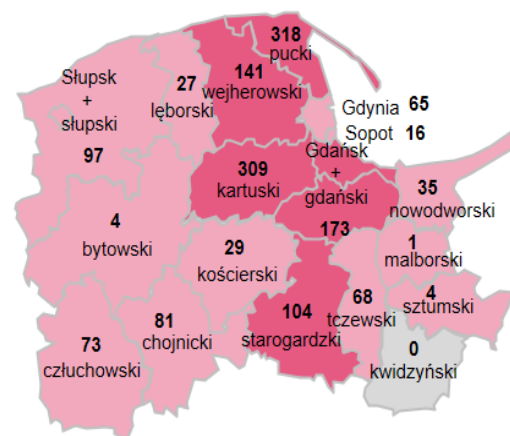 318
pucki
141
wejherowski
27
lęborski
Słupsk
+
słupski
97
Gdynia 65
Sopot 16
309
kartuski
Gdańsk
+
gdański
173
35
nowodworski
4
bytowski
29
kościerski
1
malborski
4
sztumski
68
tczewski
104
starogardzki
81
chojnicki
73
człuchowski
0
kwidzyński